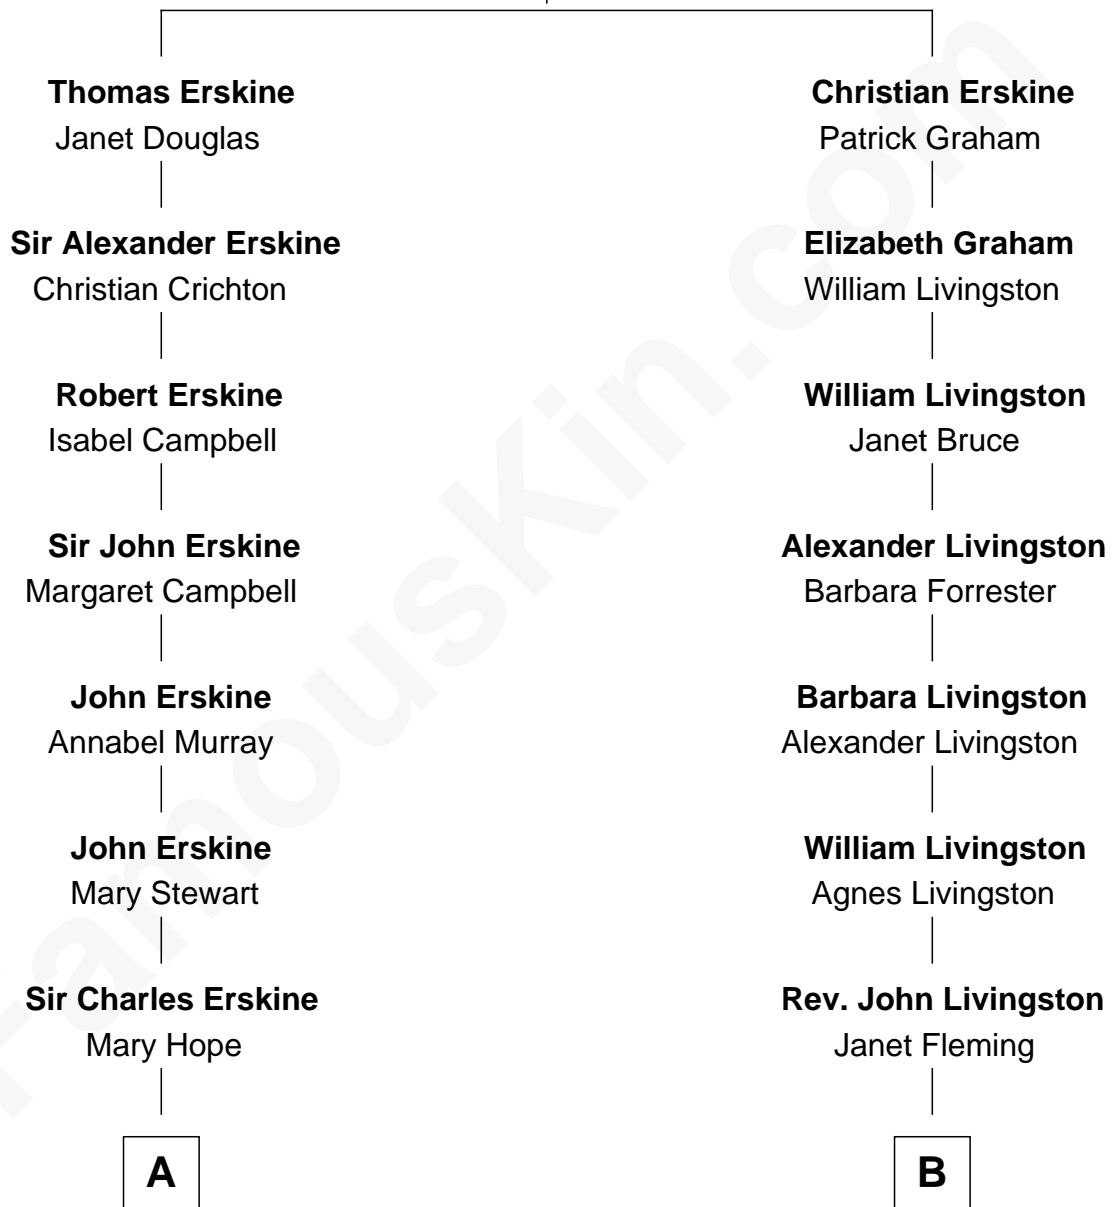 Thomas Erskine
Janet Douglas
Christian Erskine
Patrick Graham
Sir Alexander Erskine
Christian Crichton
Elizabeth Graham
William Livingston
Robert Erskine
Isabel Campbell
William Livingston
Janet Bruce
Sir John Erskine
Margaret Campbell
Alexander Livingston
Barbara Forrester
John Erskine
Annabel Murray
Barbara Livingston
Alexander Livingston
John Erskine
Mary Stewart
William Livingston
Agnes Livingston
Sir Charles Erskine
Mary Hope
Rev. John Livingston
Janet Fleming
A
B
FamousKin.com